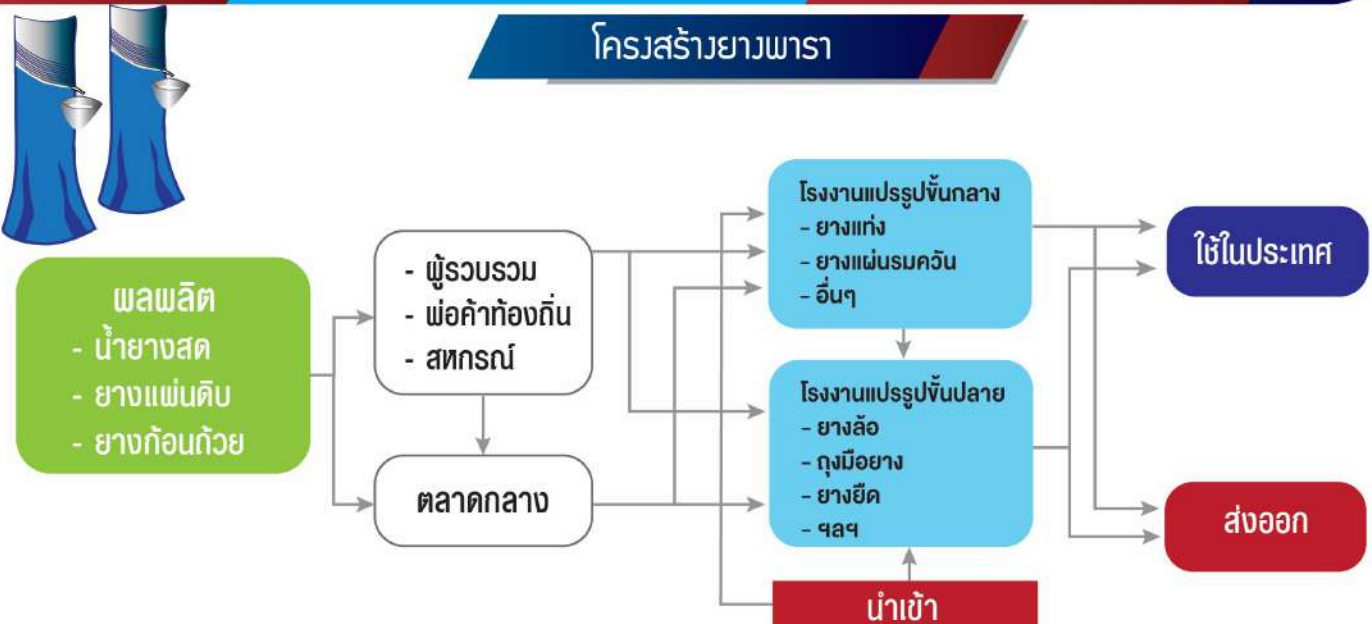 โครงสร้างยางพารา
ผลผลิต
- น้ำยางสด
- ยางแผ่นดิบ
- ยางก้อนถ้วย
- ผู้รวบรวม
- พ่อค้าท้องถิ่น
- สหกรณ์
ตลาดกลาง
โรงงานแปรรูปขั้นกลาง
- ยางแท่ง
- ยางแผ่นรมควัน
- อื่นๆ
โรงงานแปรรูปขั้นปลาย
- ยางล้อ
- ถุงมือยาง
- ยางยืด
- ฯลฯ
นำเข้า
ใช้ในประเทศ
ส่งออก